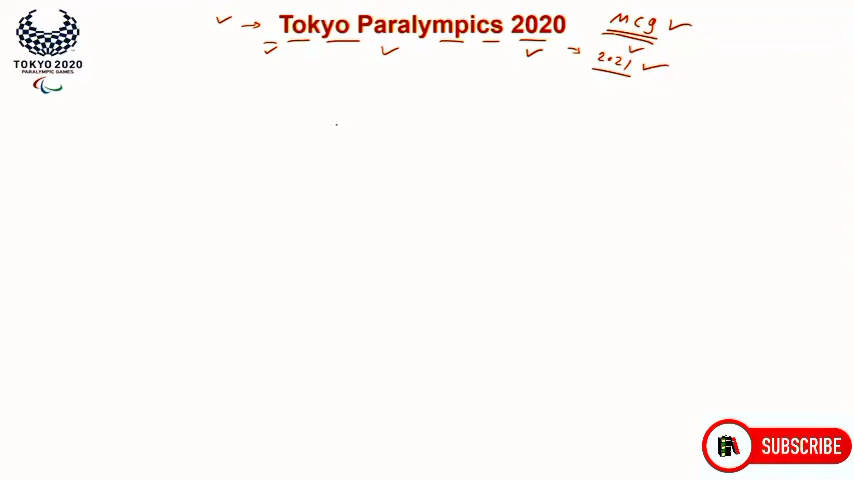 Tokyo Paralympics 2020
MCQ
2021
TOKYO 2020
PARALYMPIC GAMES
SUBSCRIBE